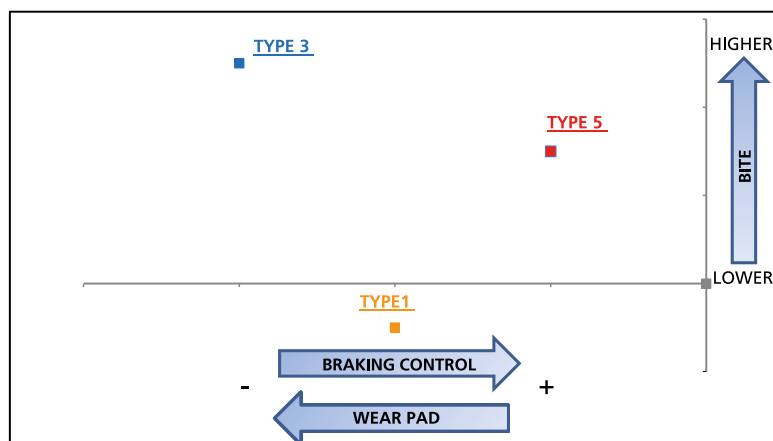 TYPE 3
HIGHER
TYPE 5
BITE
LOWER
TYPE1
BRAKING CONTROL
- +
WEAR PAD